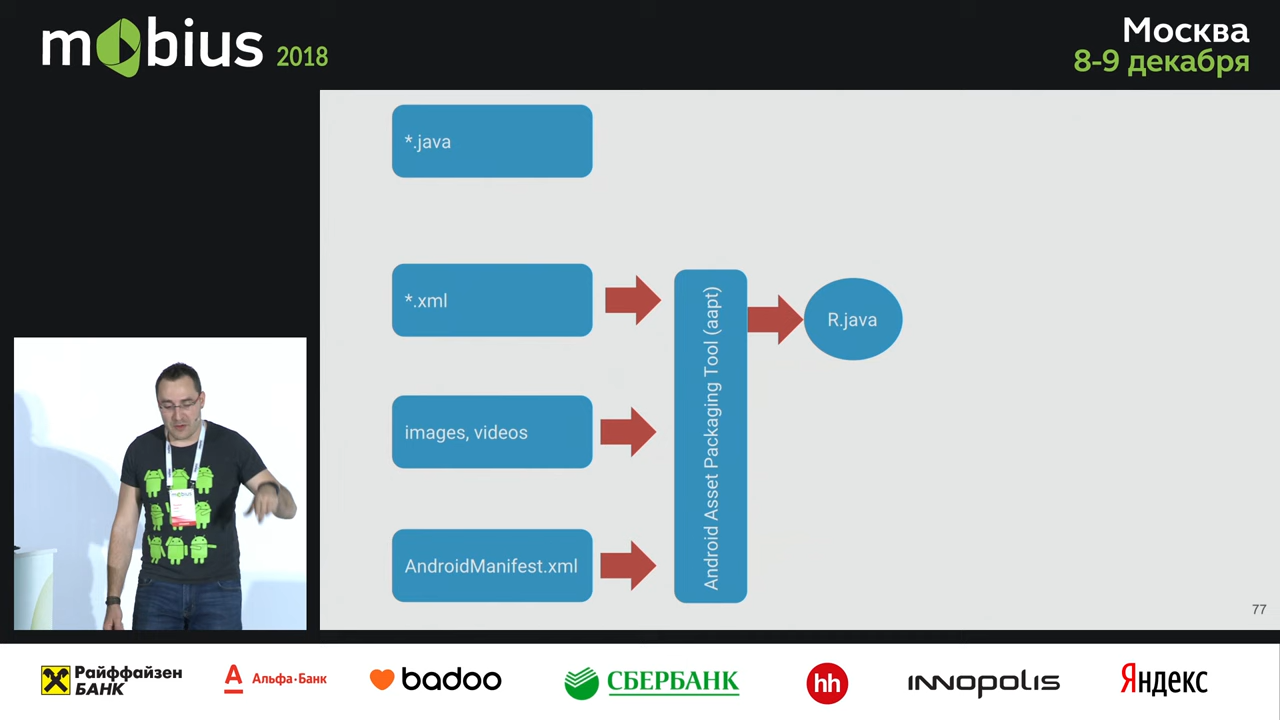 mobius 2018
Москва
8-9 декабря
*.java
*.xml
images, videos
AndroidManifest.xml
Android Asset Packaging Tool (aapt)
R.java
77
Райффайзен
БАНК
Альфа·Банк
badoo
СБЕРБАНК
hh
INNOPOLIS
Яндекс